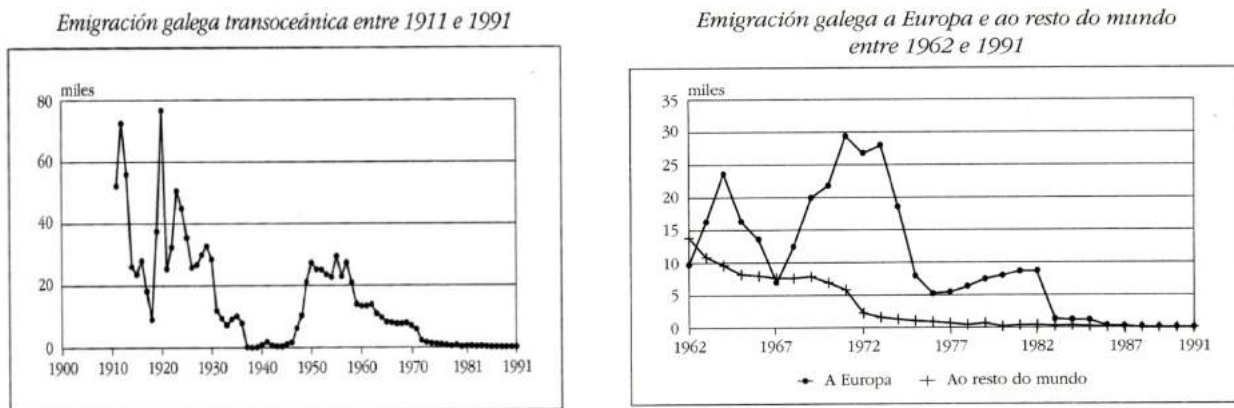 Emigración galega transoceánica entre 1911 e 1991
miles
80
60
40
20
0
1900 1910 1920 1930 1940 1950 1960 1970 1981 1991
Emigración galega a Europa e ao resto do mundo
entre 1962 e 1991
miles
35
30
25
20
15
10
5
0
1962 1967 1972 1977 1982 1987 1991
A Europa Ao resto do mundo